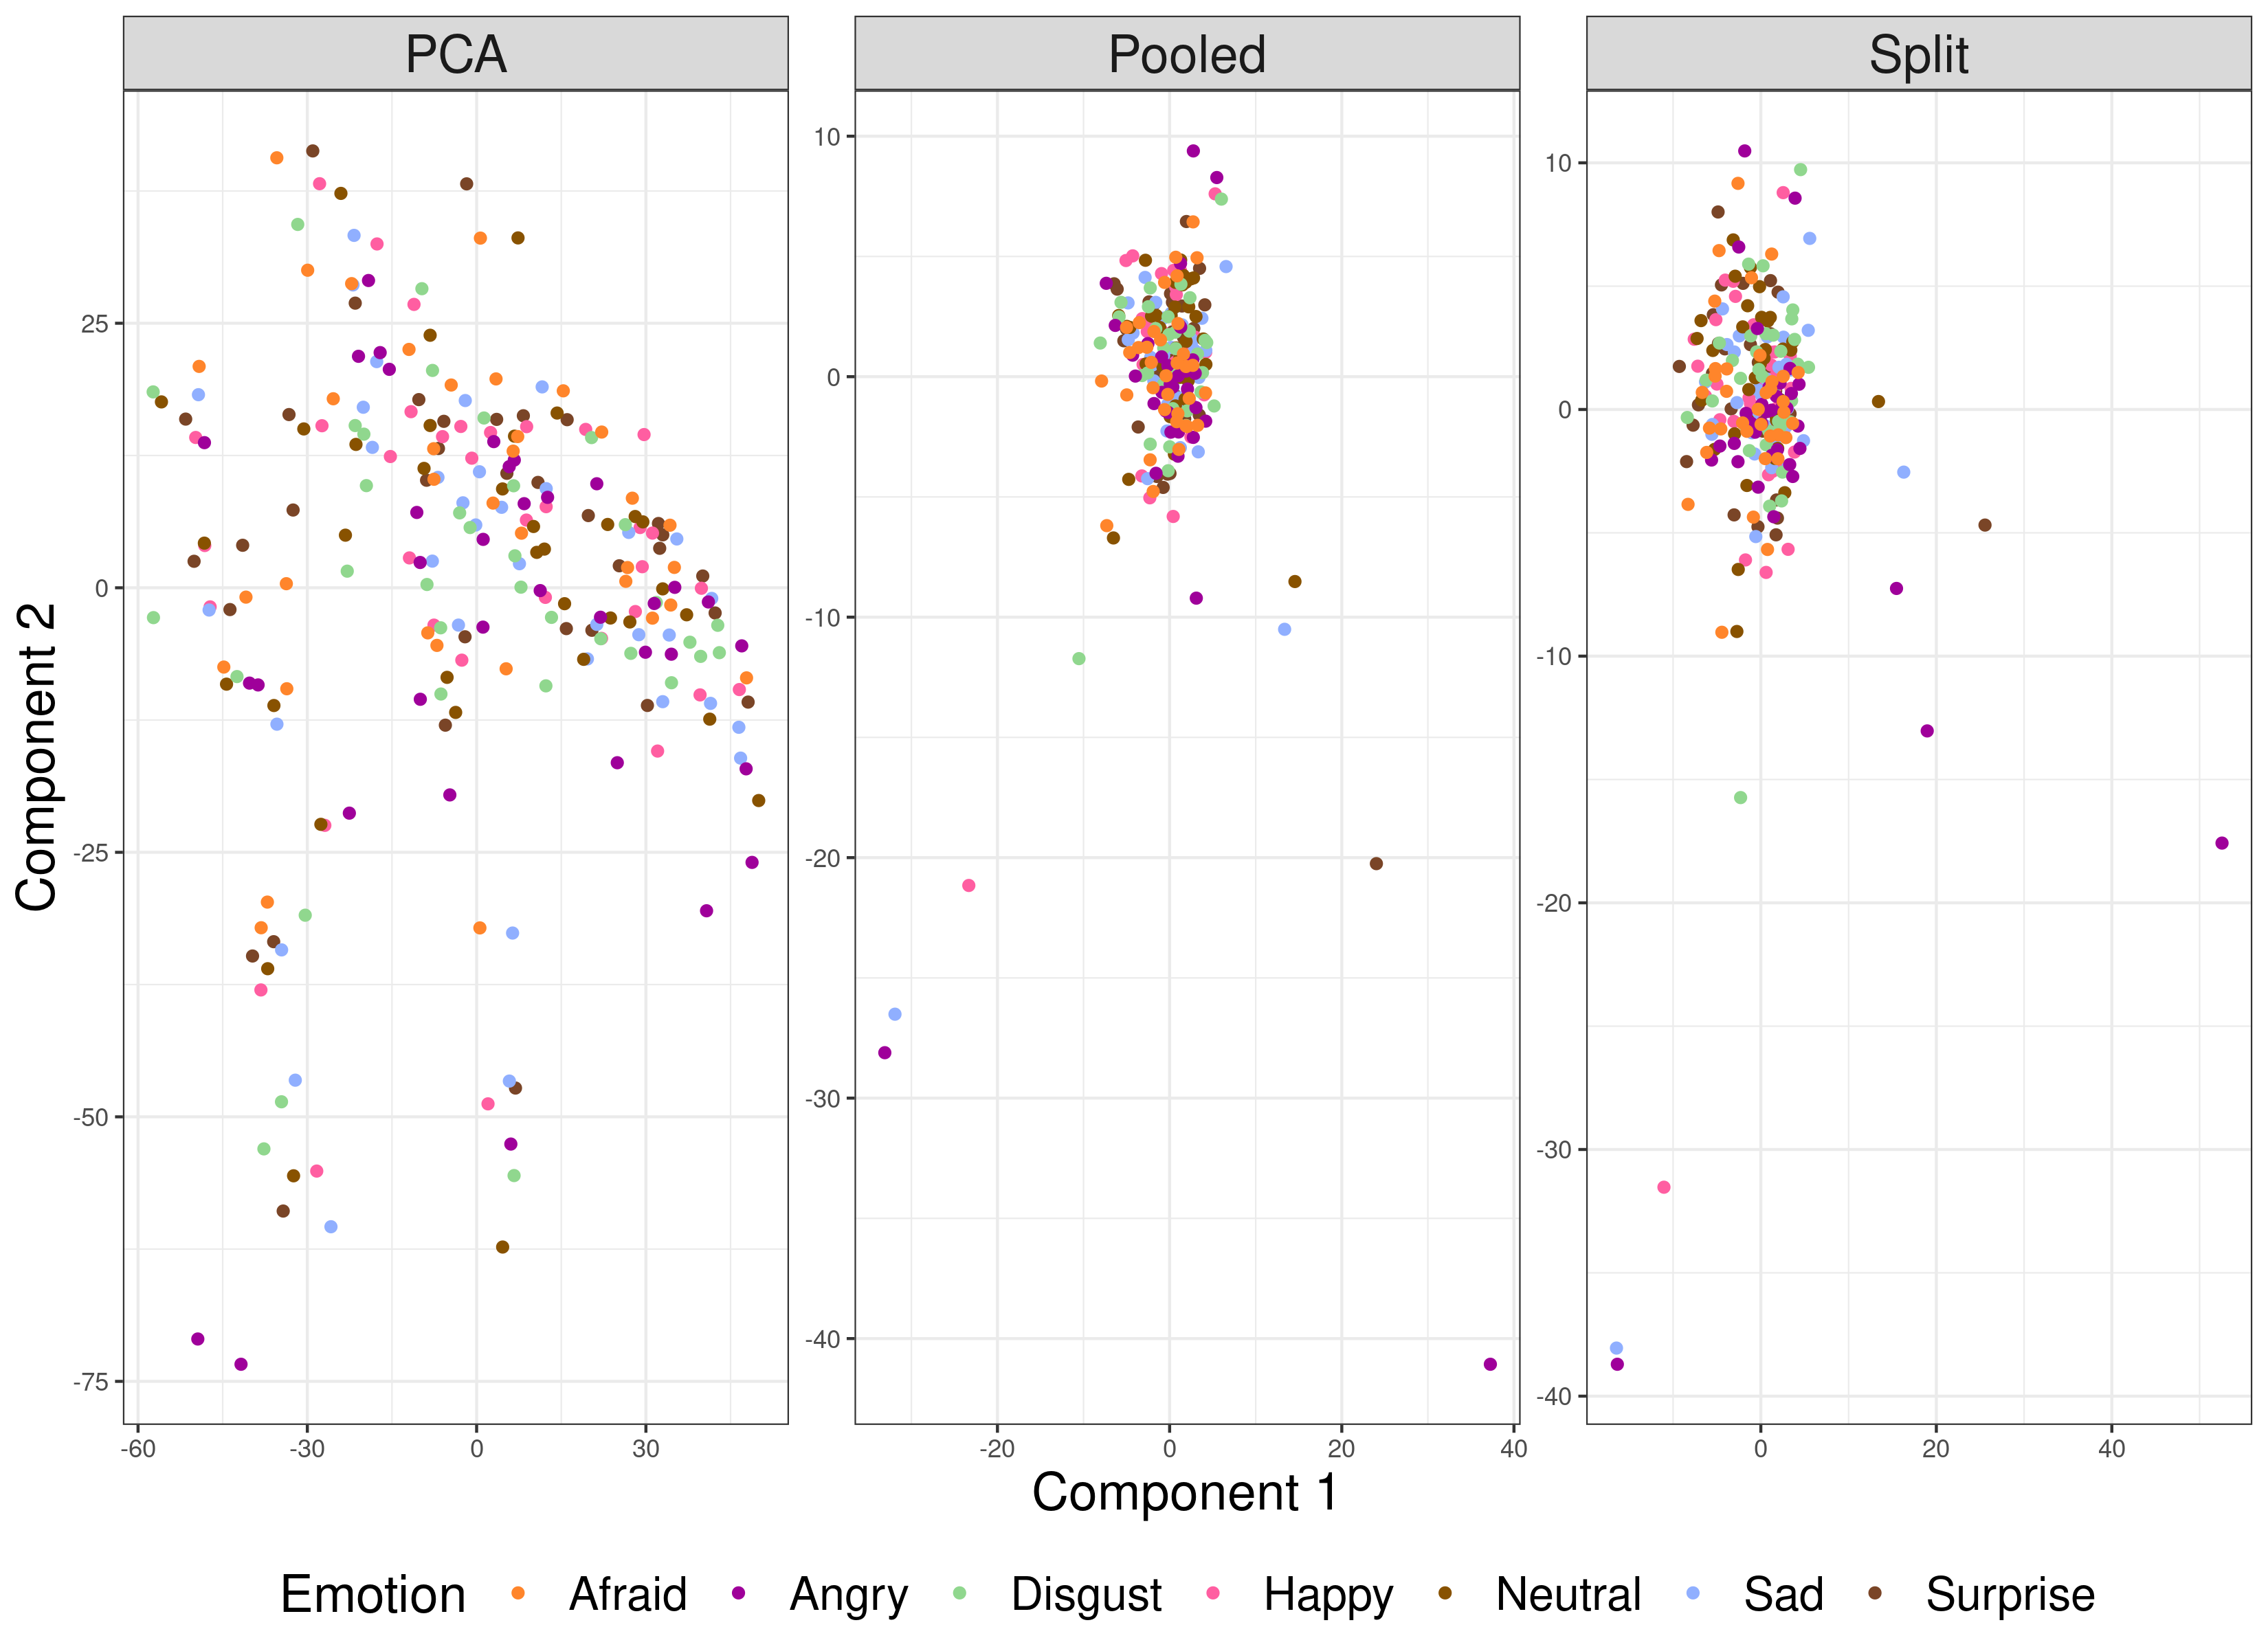 PCA Pooled Split
Component 2
25
0
-25
-50
-75
10
0
-10
-20
-30
-40
10
0
-10
-20
-30
-40
-60 -30 0 30
-20 0 20 40
0 20 40
Component 1
Emotion Afraid Angry Disgust Happy Neutral Sad Surprise